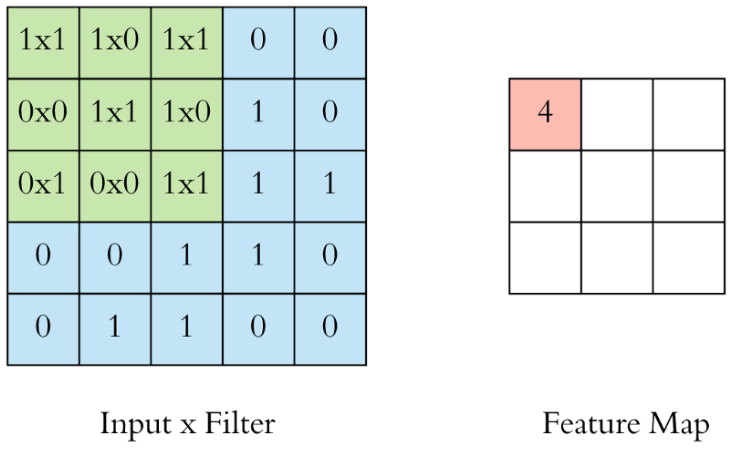 1x1 1x0 1x1 0 0
0x0 1x1 1x0 1 0
4
0x1 0x0 1x1 1 1
0 0 1 1 0
0 1 1 0 0
Input x Filter
Feature Map